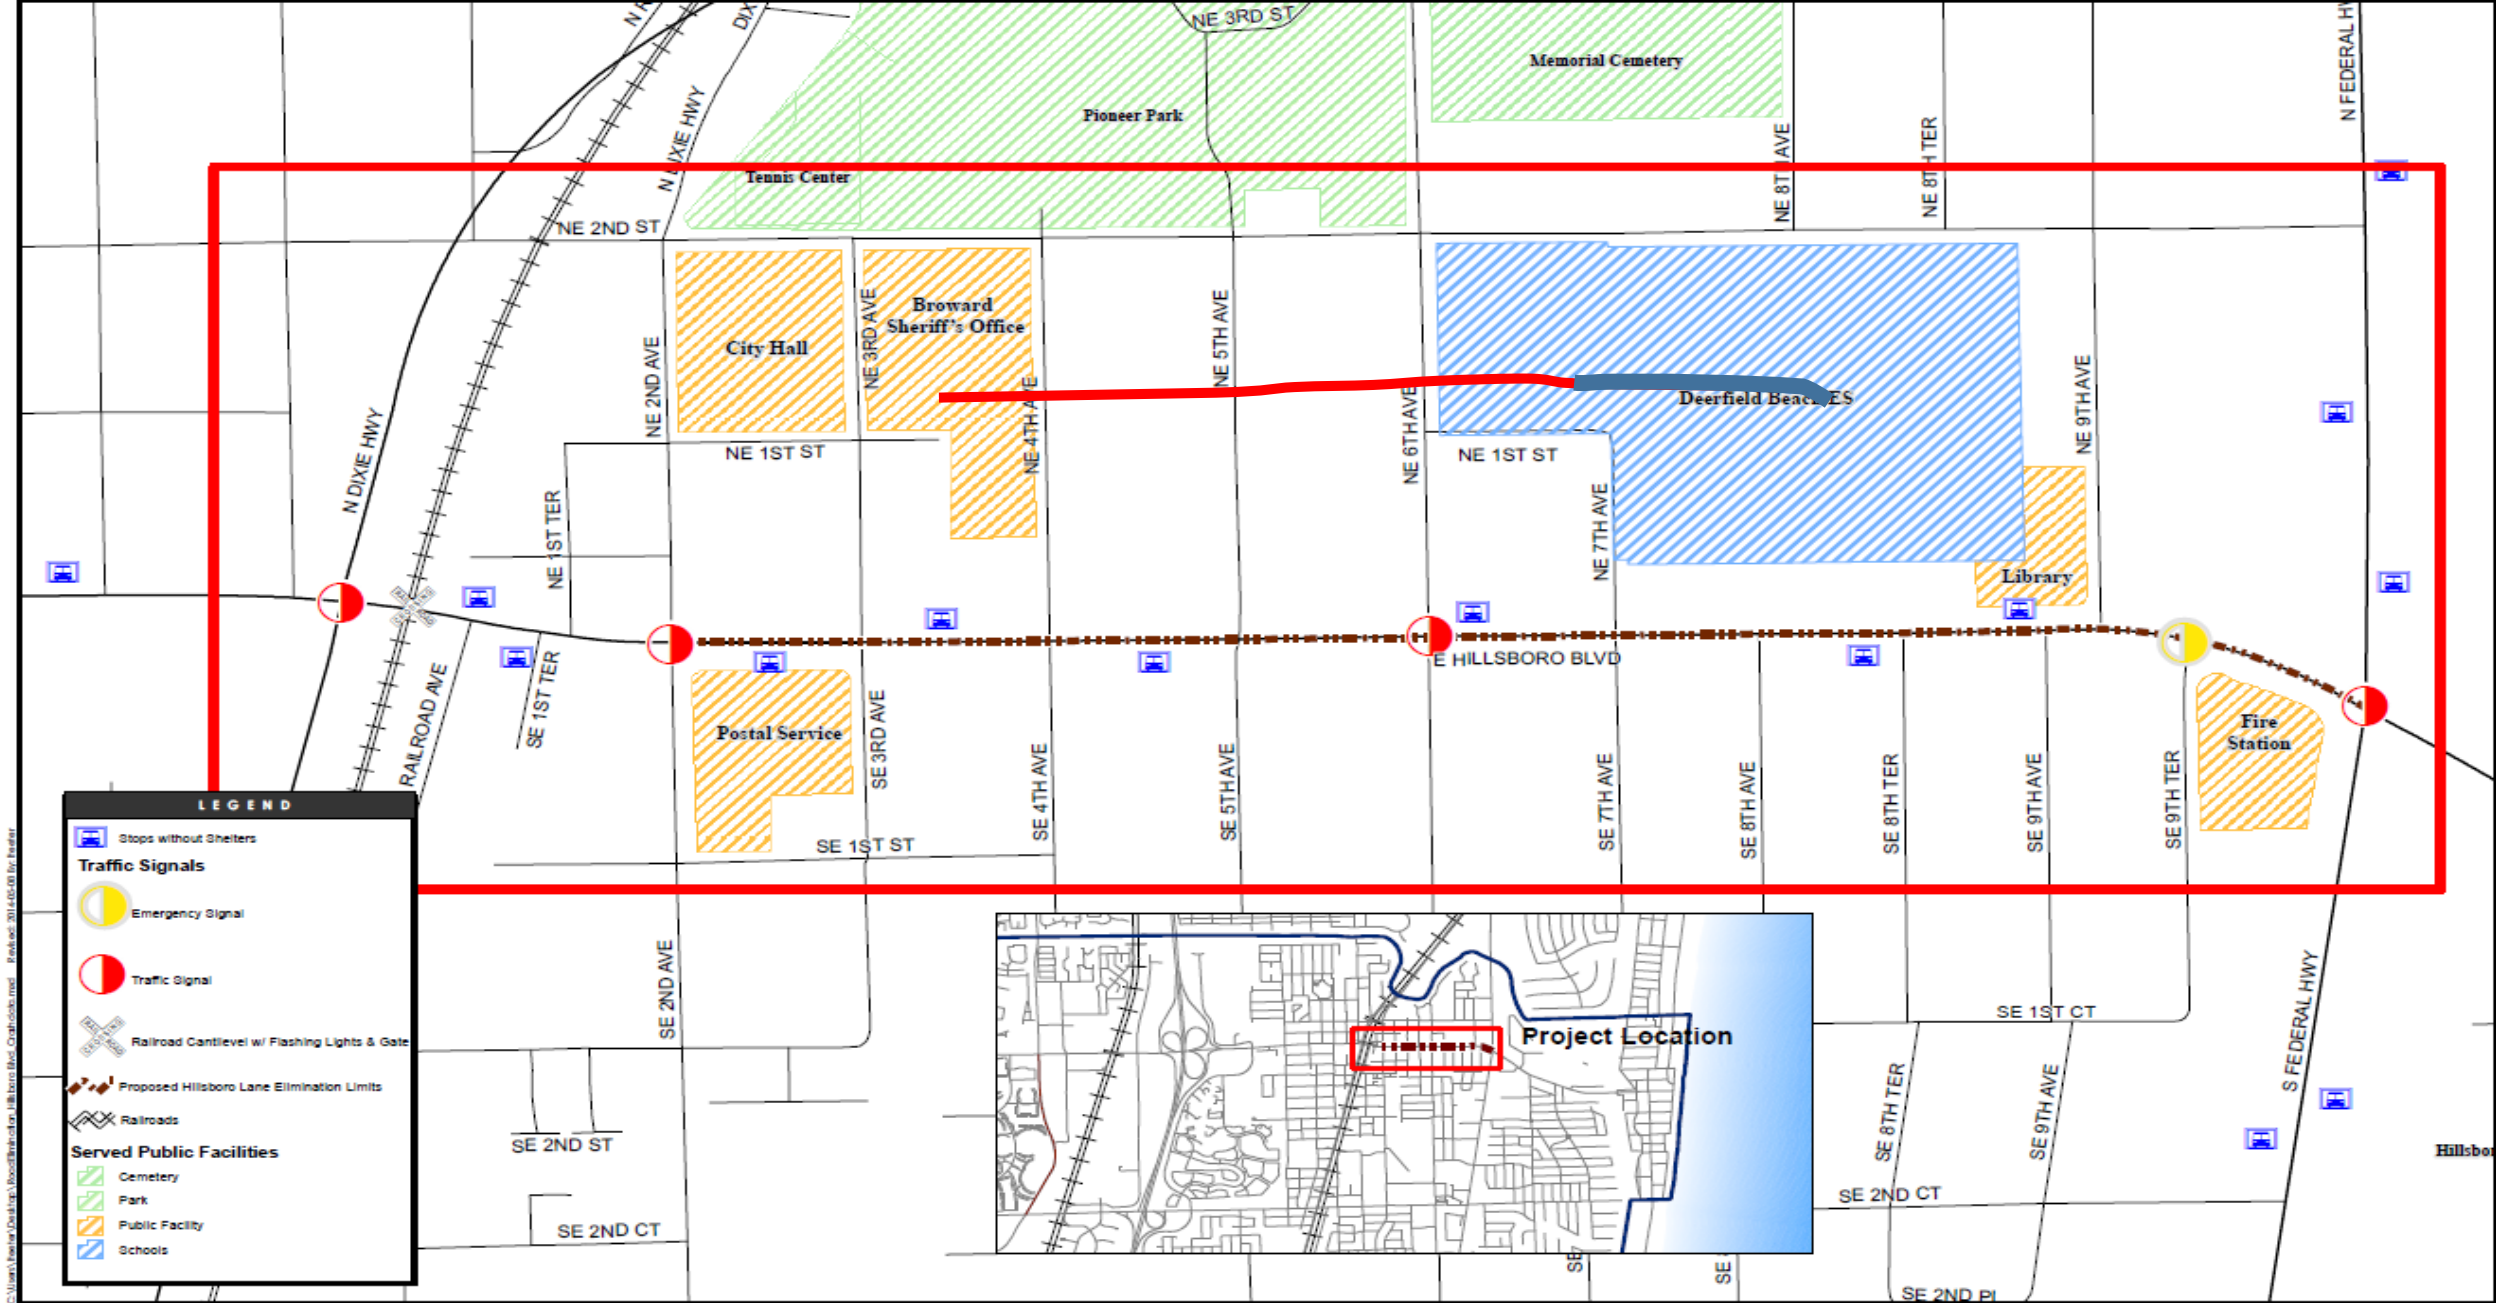 NE 3RD ST
DIX
N FEDERAL HW
Memorial Cemetery
Pioneer Park
N DIXIE HWY
Tennis Center
NE 8TH AVE
NE 8TH TER
NE 2ND ST
Broward
Sheriff's Office
City Hall
NE 2ND AVE
NE 3RD AVE
NE 4TH AVE
NE 5TH AVE
NE 6TH AVE
Deerfield Beach ES
NE 9TH AVE
N DIXIE HWY
NE 1ST ST
NE 1ST ST
NE 1ST TER
NE 7TH AVE
Library
E HILLSBORO BLVD
RAILROAD AVE
SE 1ST TER
Postal Service
SE 3RD AVE
SE 4TH AVE
SE 5TH AVE
SE 7TH AVE
SE 8TH AVE
SE 8TH TER
SE 9TH AVE
SE 9TH TER
Fire
Station
SE 1ST ST
LEGEND
Stops without Shelters
Traffic Signals
Emergency Signal
Traffic Signal
Railroad Cantilevel w/ Flashing Lights & Gate
Proposed Hillsboro Lane Elimination Limits
Railroads
Served Public Facilities
Cemetery
Park
Public Facility
Schools
SE 2ND AVE
SE 2ND ST
SE 2ND CT
Project Location
SE 1ST CT
S FEDERAL HWY
SE 8TH TER
SE 9TH AVE
SE 2ND CT
Hillsbor
SE
SE
SE 2ND PL